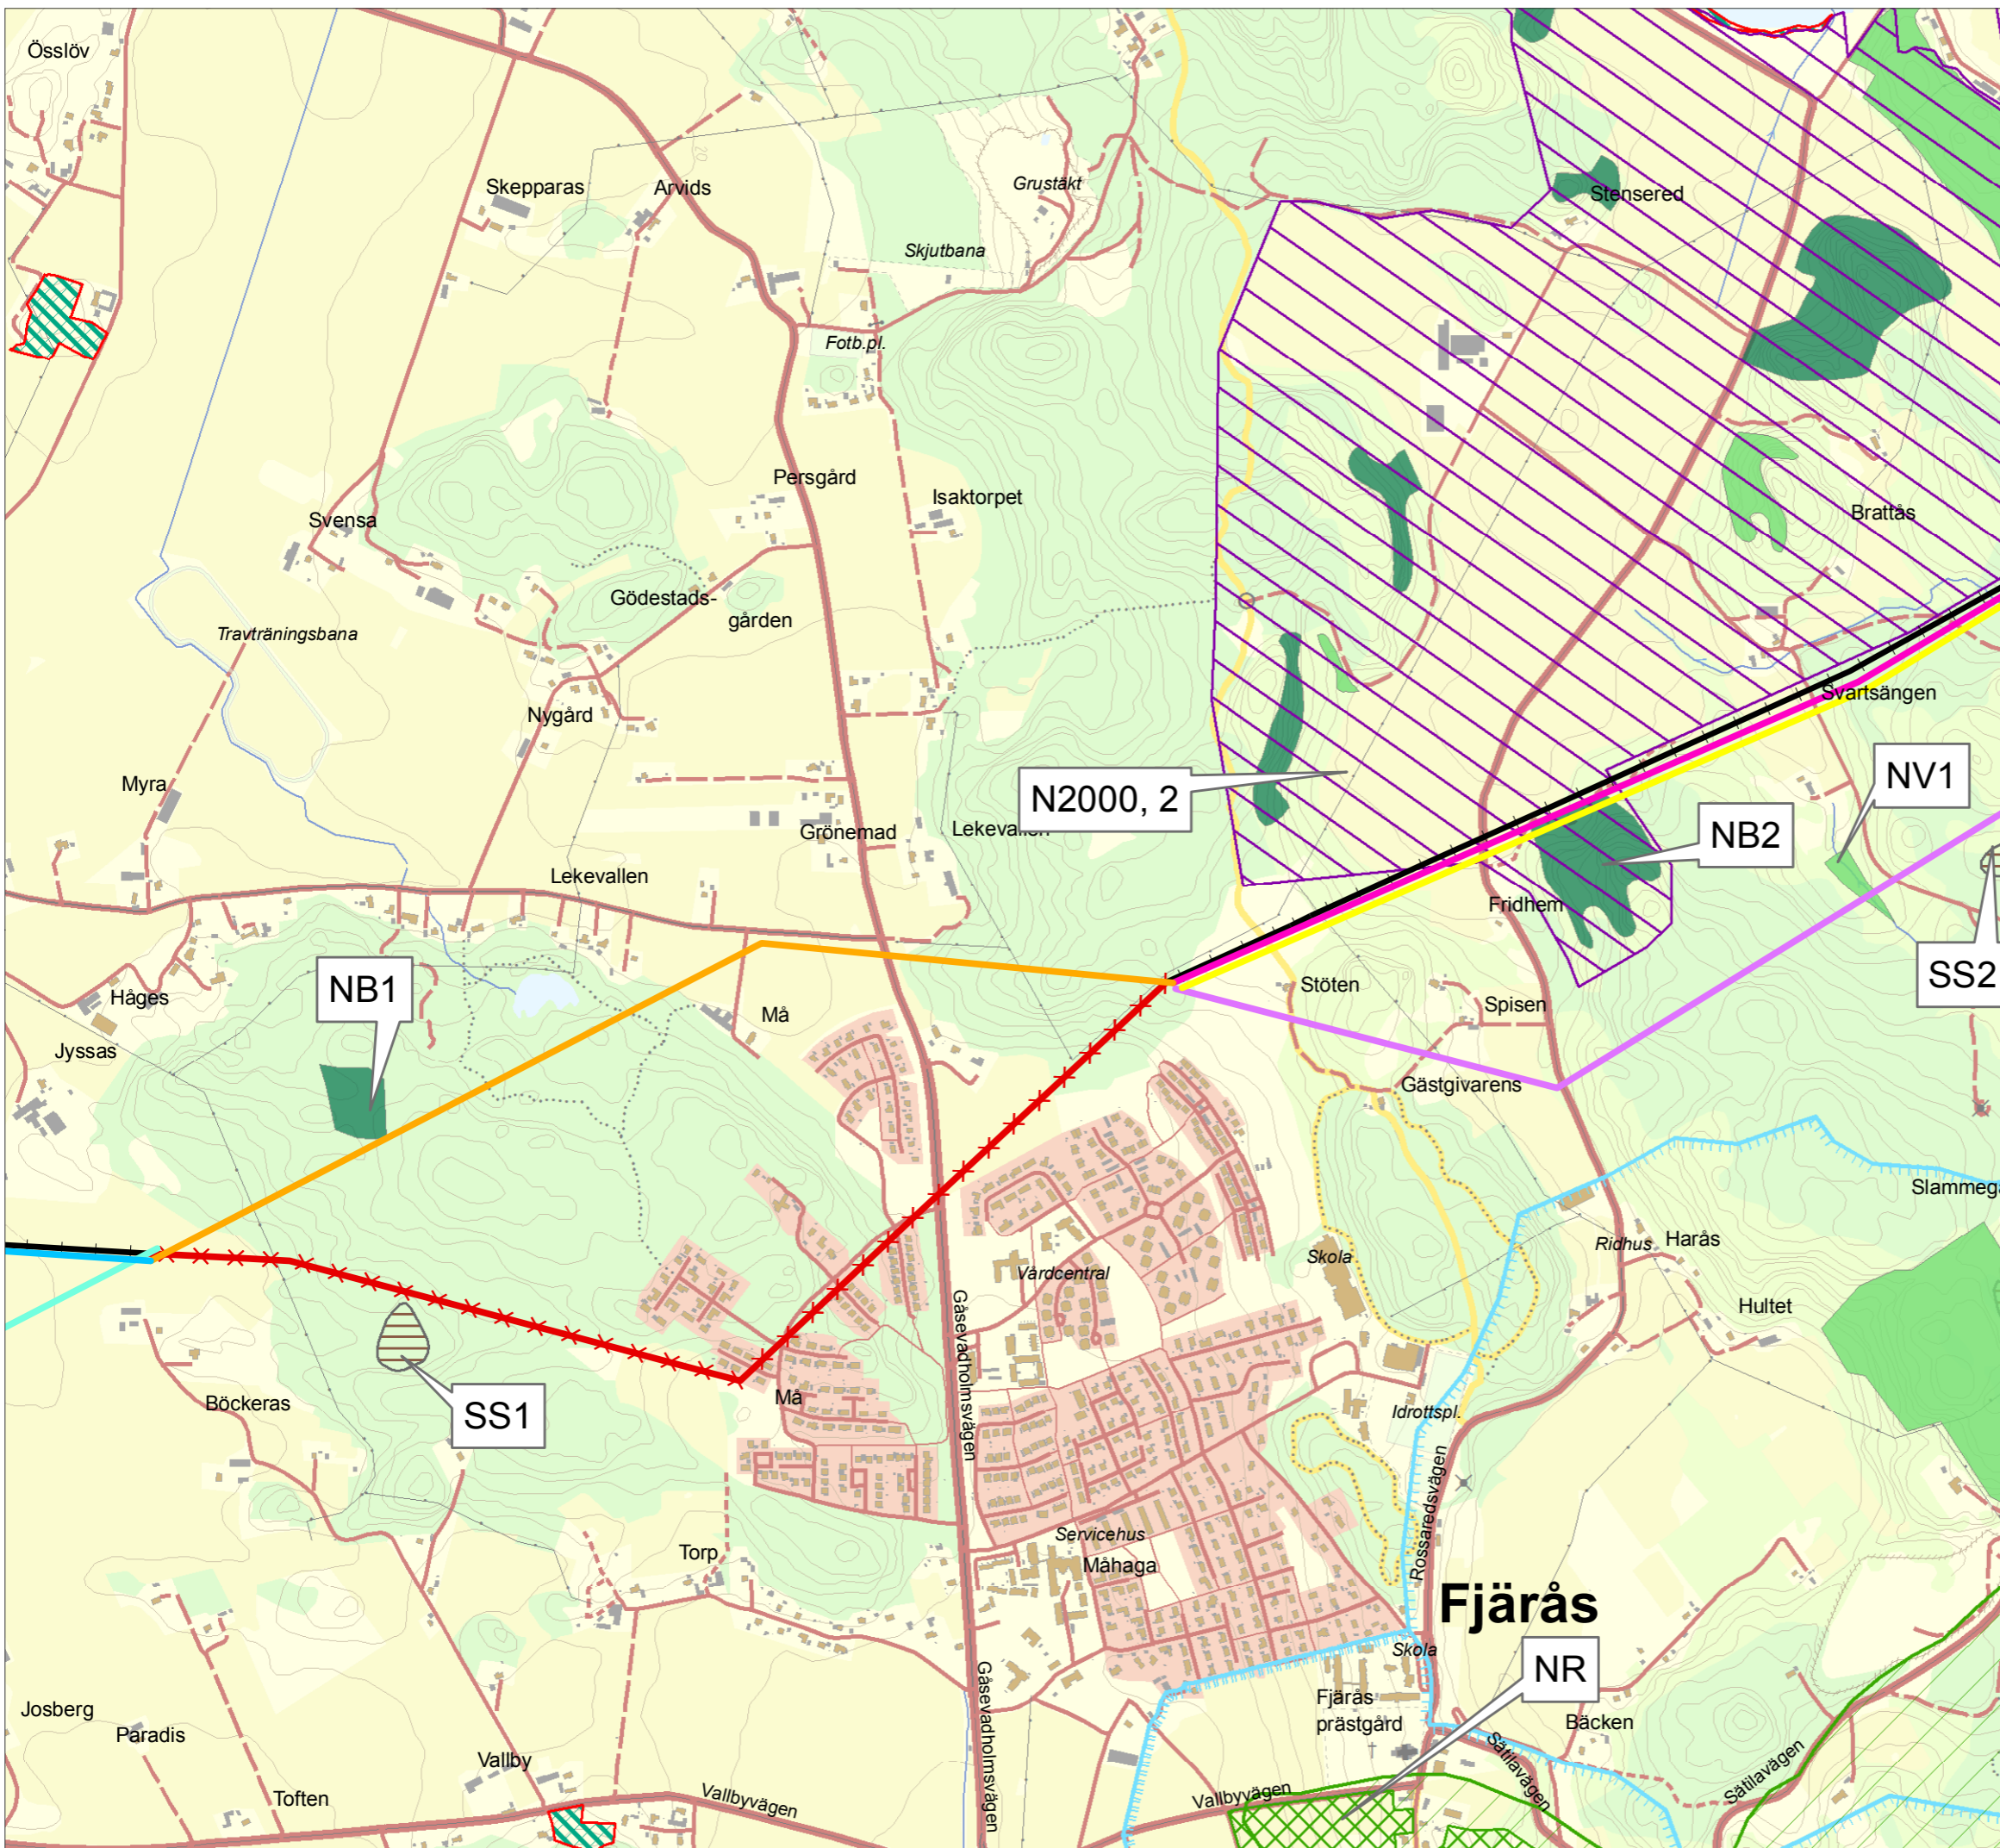 Össlöv
Skepparas
Arvids
Grustäkt
Stensered
Skjutbana
20
Fotb.pl.
Persgård
Isaktorpet
Brattås
Svensa
Gödestads-
gården
Travträningsbana
Svartsängen
Nygård
NV1
N2000, 2
Myra
Grönemad
Lekevallen
NB2
Lekevallen
Fridhem
NB1
SS2
Håges
Må
Stöten
Spisen
Jyssas
Gästgivarens
Slammeg
Harås
Ridhus
Skola
Vårdcentral
Hultet
Gåsevadholmsvägen
Böckeras
SS1
Må
Idrottspl.
Rossaredsvägen
Servicehus
Måhaga
Torp
Fjärås
Skola
NR
Gåsevadholmsvägen
Fjärås
prästgård
Josberg
Paradis
Bäcken
Sätilavägen
Sätilavägen
Vallby
Toften
Vallbyvägen
Vallbyvägen